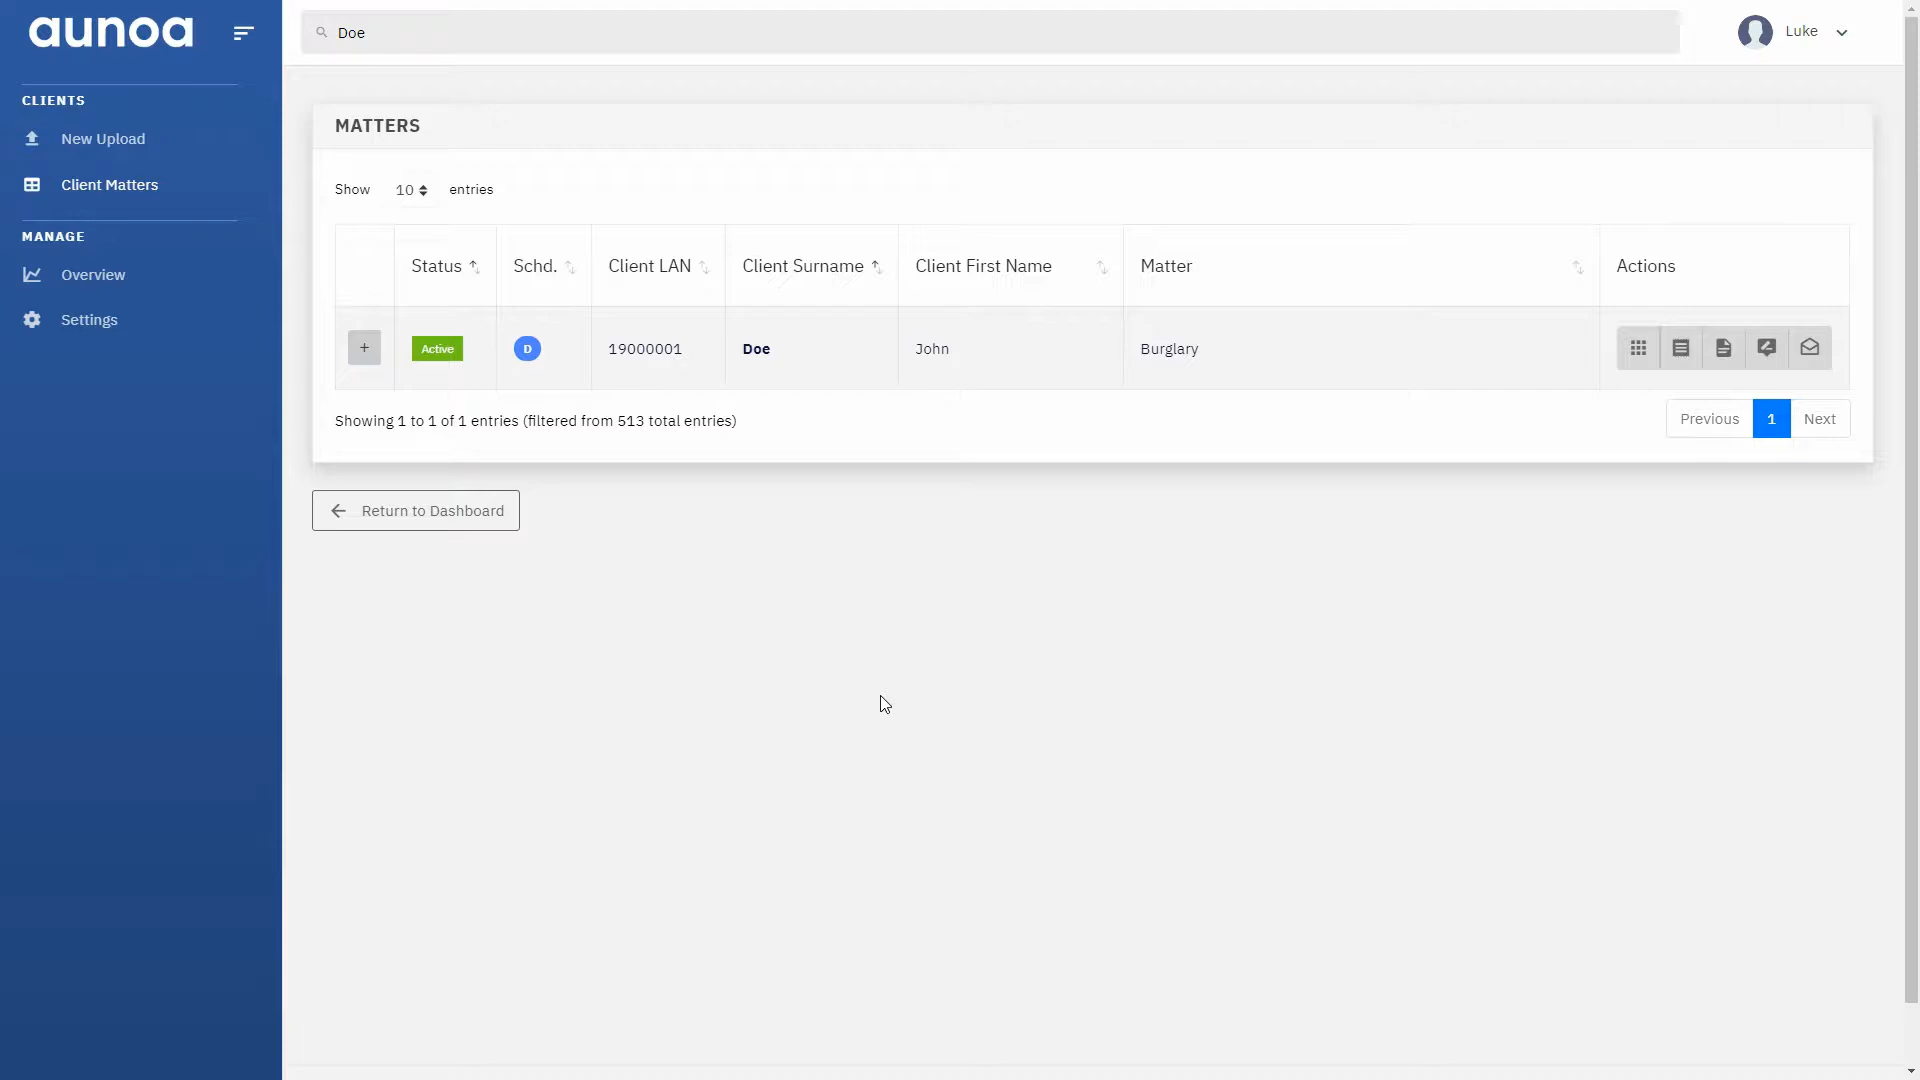 aunoa
Doe
Luke
CLIENTS
New Upload
Client Matters
MANAGE
Overview
Settings
MATTERS
Show 10 entries
Status Schd. Client LAN Client Surname Client First Name Matter Actions
+ Active D 19000001 Doe John Burglary
Showing 1 to 1 of 1 entries (filtered from 513 total entries)
Previous 1 Next
Return to Dashboard